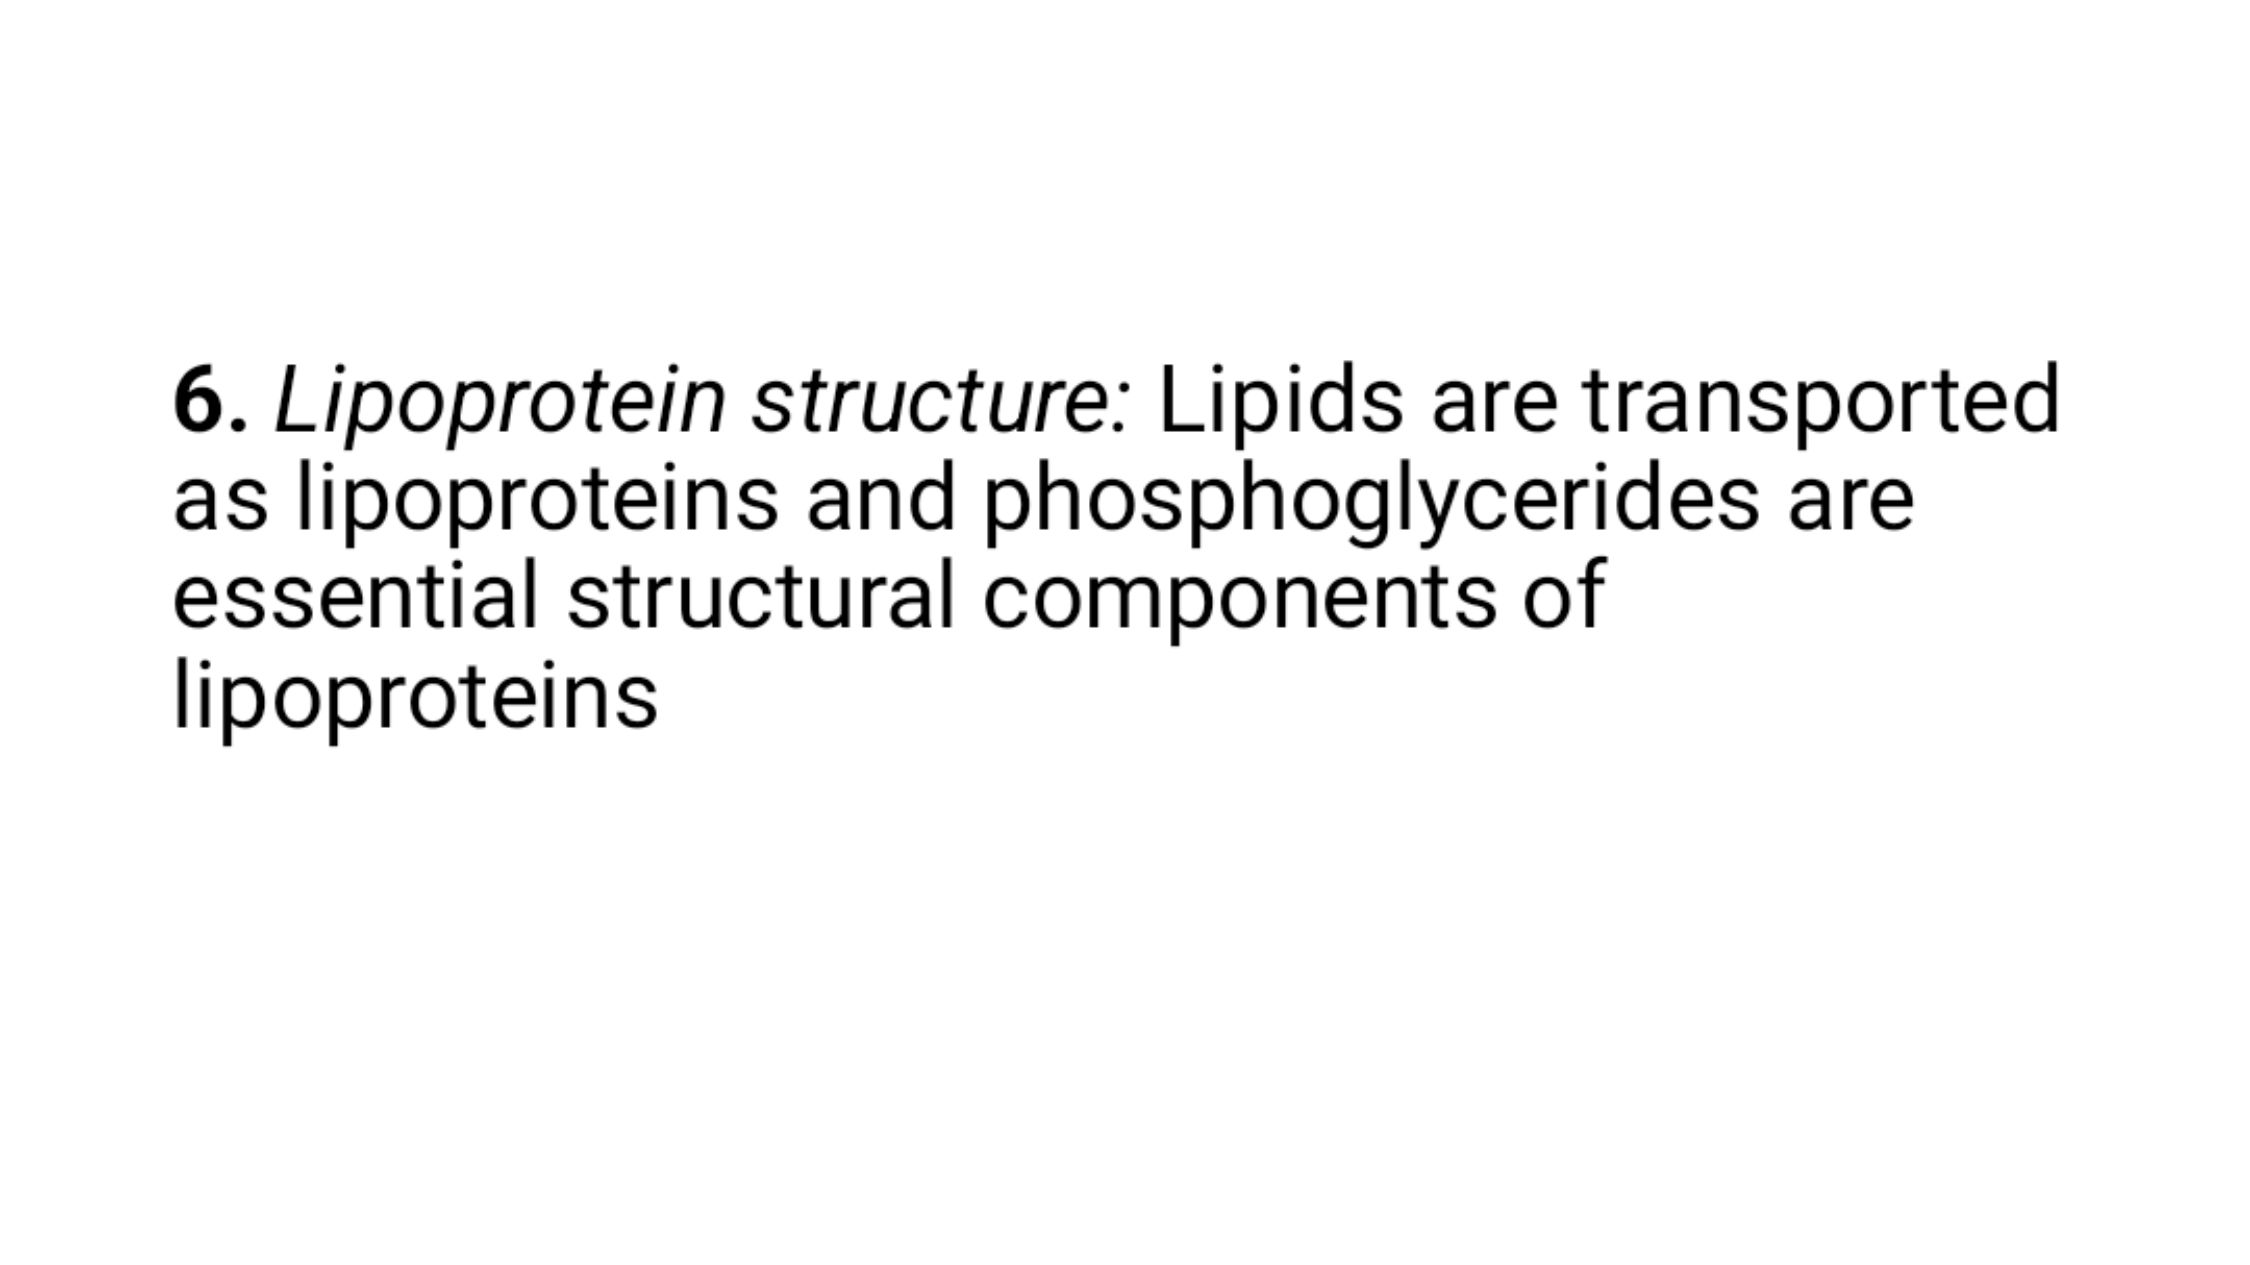 6. Lipoprotein structure: Lipids are transported
as lipoproteins and phosphoglycerides are
essential structural components of
lipoproteins